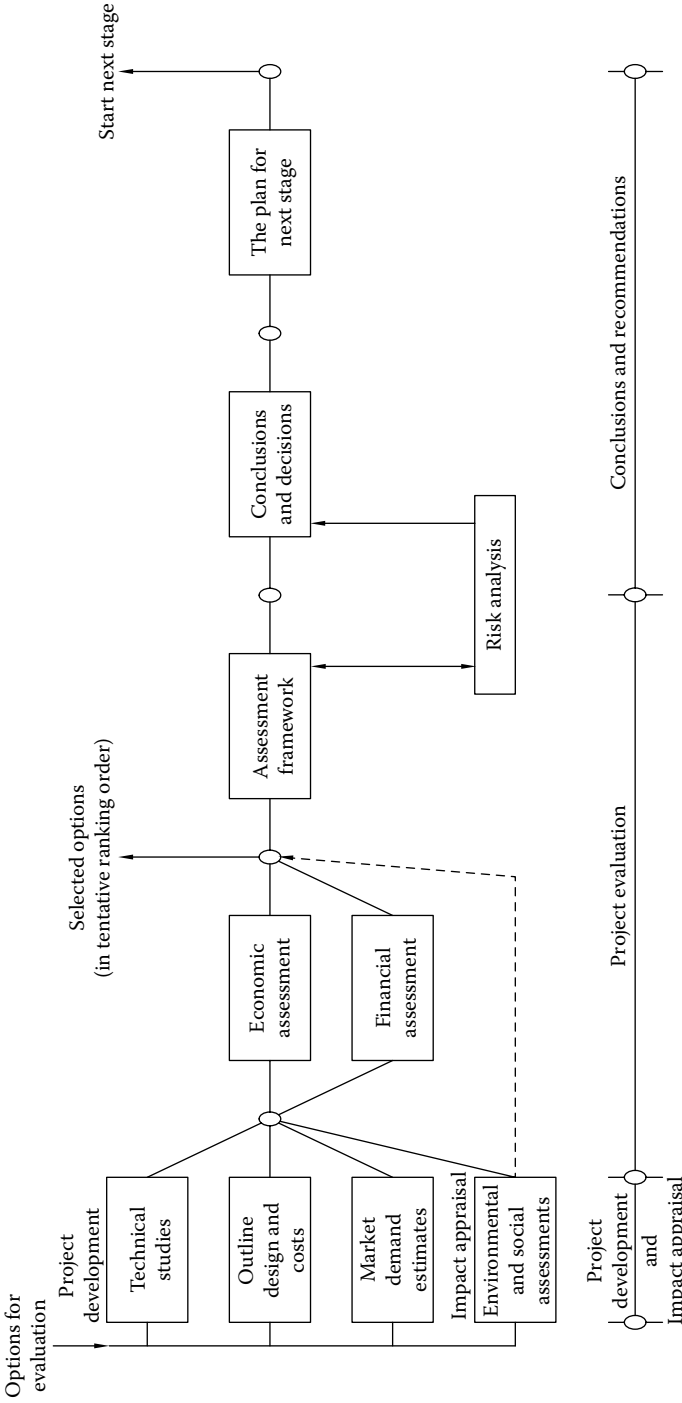 Options for
evaluation
Project
development
Technical
studies
Outline
design and
costs
Market
demand
estimates
Impact appraisal
Environmental
and social
assessments
Economic
assessment
Financial
assessment
Selected options
(in tentative ranking order)
Assessment
framework
Risk analysis
Conclusions
and decisions
The plan for
next stage
Start next stage
Project
development
and
Impact appraisal
Project evaluation
Conclusions and recommendations